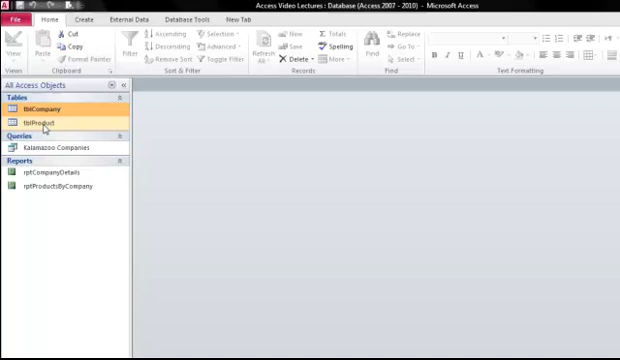 Access Video Lectures : Database (Access 2007 - 2010) - Microsoft Access
File Home Create External Data Database Tools New Tab
View Paste Cut Copy Format Painter
Filter Ascending Descending Remove Sort Selection Advanced Toggle Filter
Refresh All New Save Delete Totals Spelling More
Find Replace Go To Select
B I U A
Views Clipboard Sort & Filter Records Find Text Formatting
All Access Objects
Tables
tblCompany
tblProduct
Queries
Kalamazoo Companies
Reports
rptCompanyDetails
rptProductsByCompany